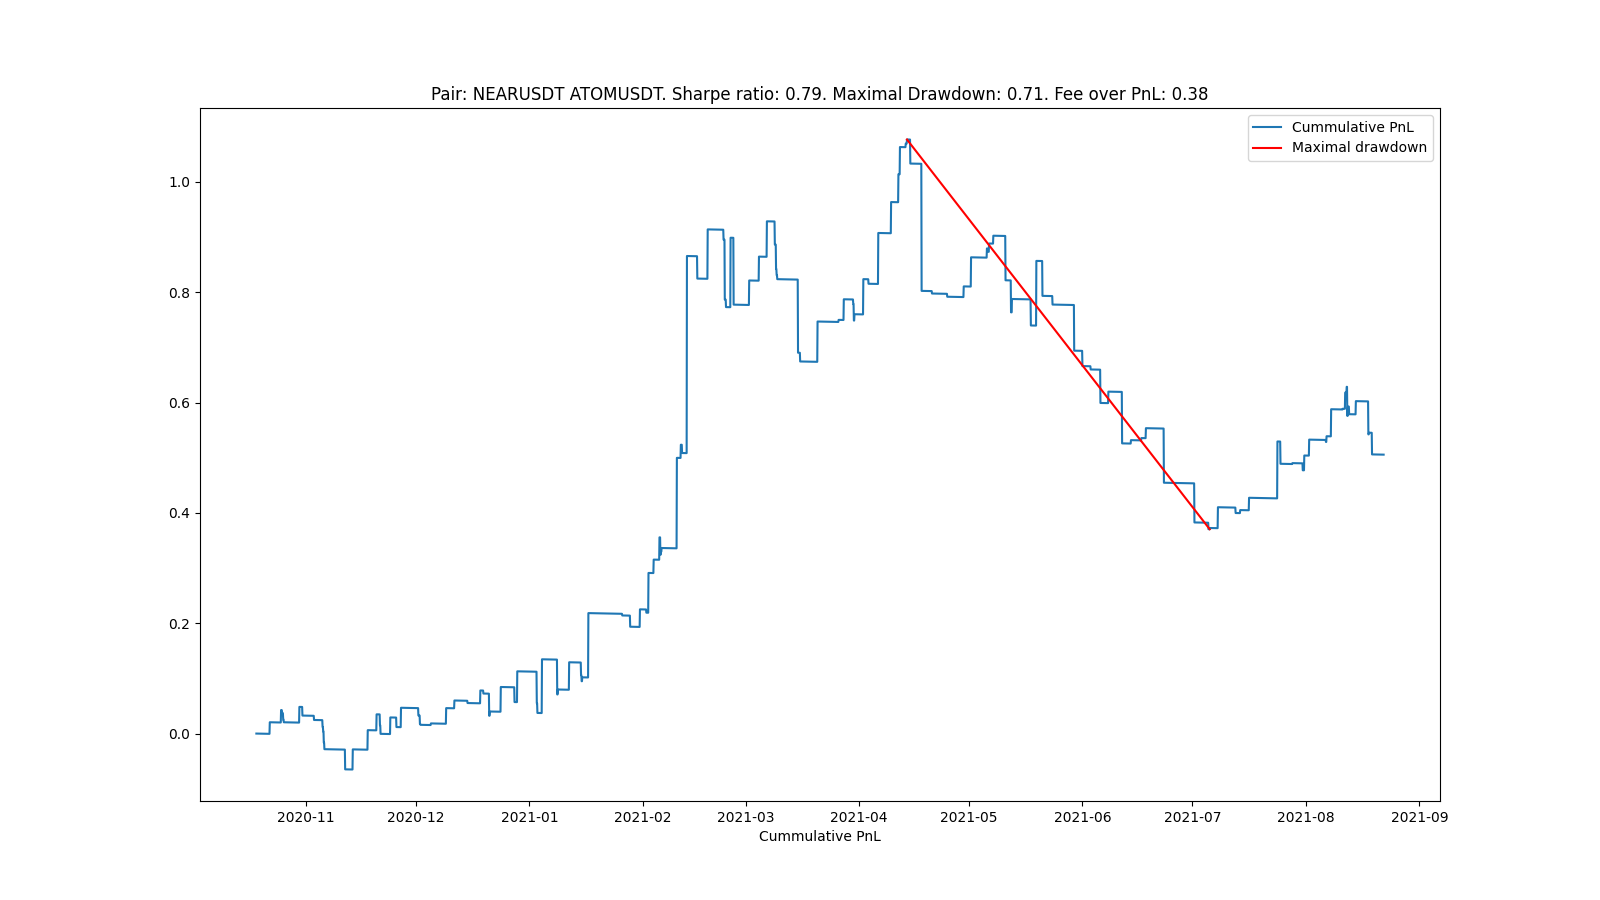 Pair: NEARUSDT ATOMUSDT. Sharpe ratio: 0.79. Maximal Drawdown: 0.71. Fee over PnL: 0.38
Cummulative PnL
Maximal drawdown
1.0
0.8
0.6
0.4
0.2
0.0
2020-11 2020-12 2021-01 2021-02 2021-03 2021-04 2021-05 2021-06 2021-07 2021-08 2021-09
Cummulative PnL